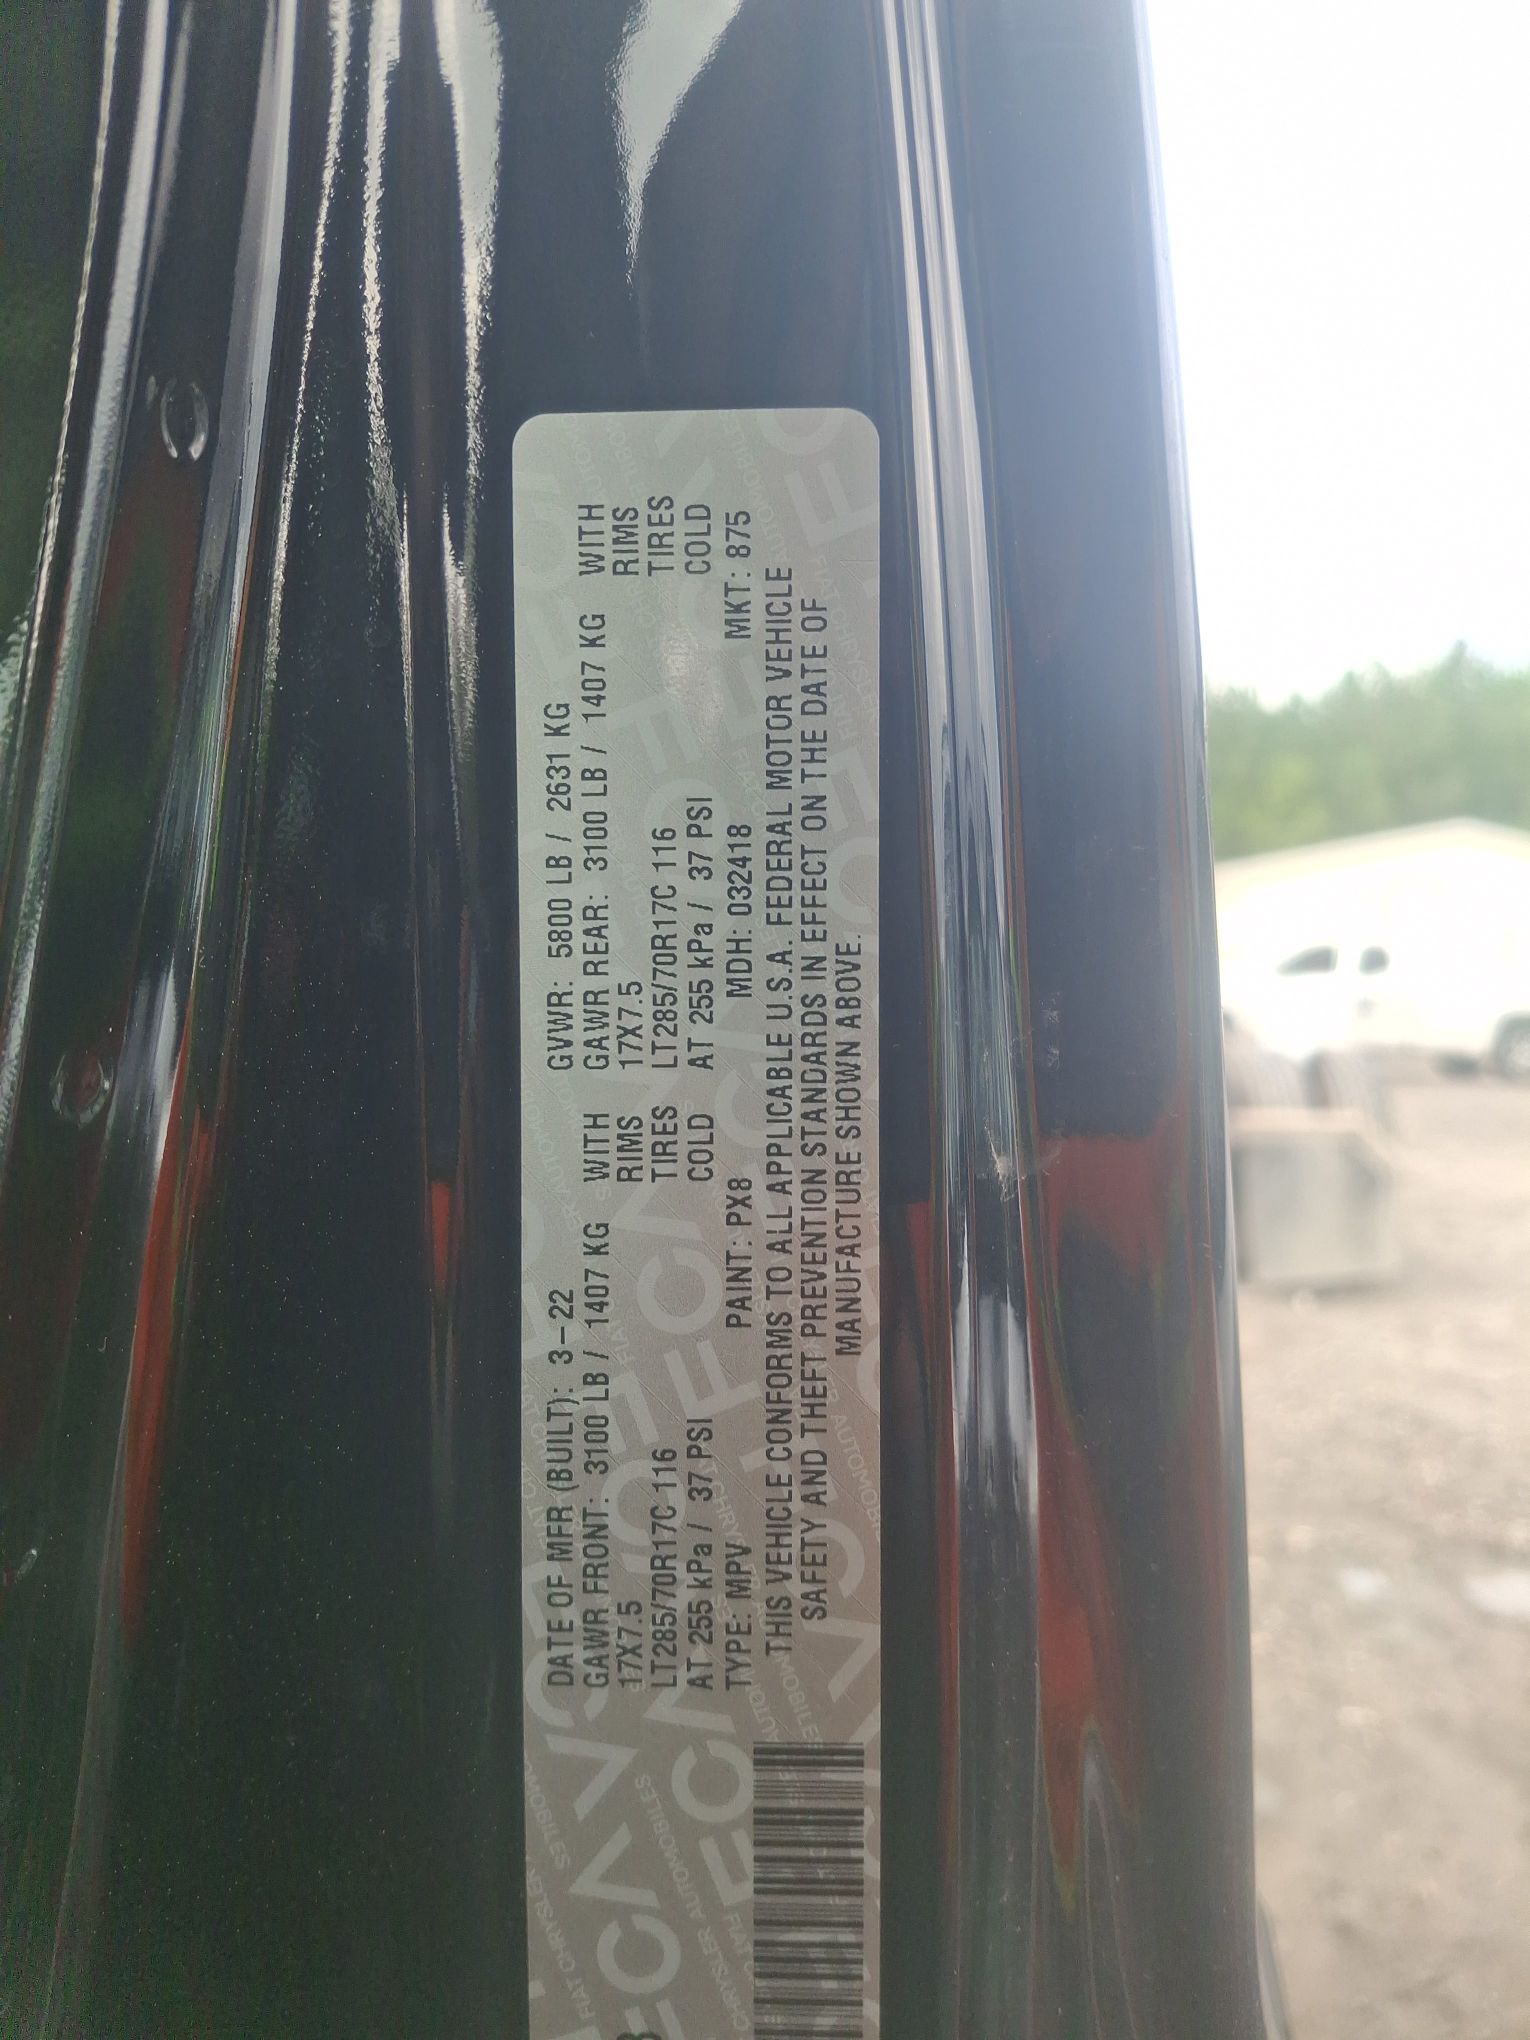 DATE OF MFR (BUILT): 3-22 GVWR: 5800 LB / 2631 KG
GAWR FRONT: 3100 LB / 1407 KG WITH GAWR REAR: 3100 LB / 1407 KG WITH
17X7.5 RIMS 17X7.5 RIMS
LT285/70R17C 116 TIRES LT285/70R17C 116 TIRES
AT 255 kPa / 37 PSI COLD AT 255 kPa / 37 PSI COLD
TYPE: MPV PAINT: PX8 MDH: 032418 MKT: 875
THIS VEHICLE CONFORMS TO ALL APPLICABLE U.S.A. FEDERAL MOTOR VEHICLE
SAFETY AND THEFT PREVENTION STANDARDS IN EFFECT ON THE DATE OF
MANUFACTURE SHOWN ABOVE.